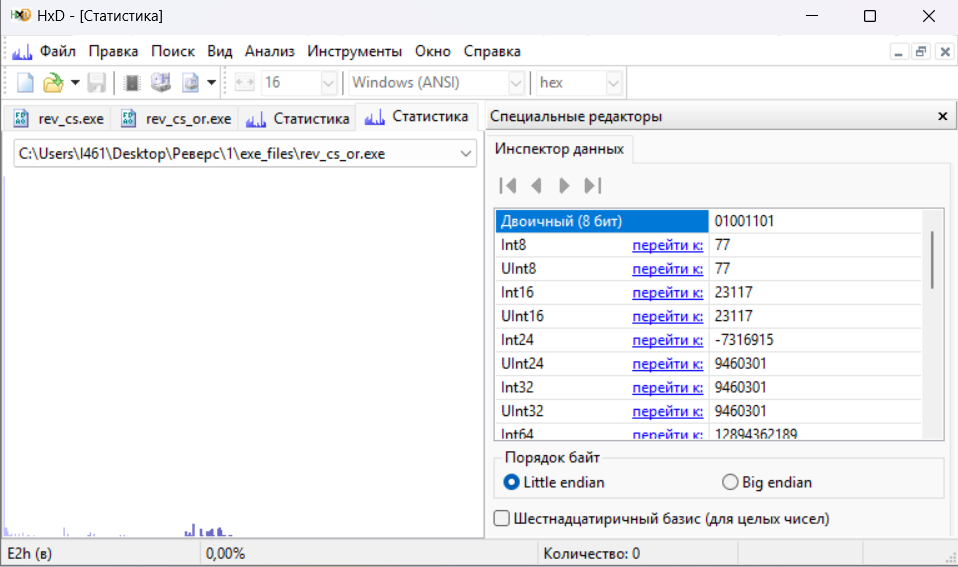 HxD - [Статистика]
Файл Правка Поиск Вид Анализ Инструменты Окно Справка
16 Windows (ANSI) hex
rev_cs.exe rev_cs_or.exe Статистика Статистика
Специальные редакторы
C:\Users\I461\Desktop\Реверс\1\exe_files\rev_cs_or.exe
Инспектор данных
Двоичный (8 бит) 01001101
Int8 перейти к: 77
UInt8 перейти к: 77
Int16 перейти к: 23117
UInt16 перейти к: 23117
Int24 перейти к: -7316915
UInt24 перейти к: 9460301
Int32 перейти к: 9460301
UInt32 перейти к: 9460301
Int64 перейти к: 12894362189
Порядок байт
Little endian Big endian
Шестнадцатиричный базис (для целых чисел)
E2h (в) 0,00% Количество: 0